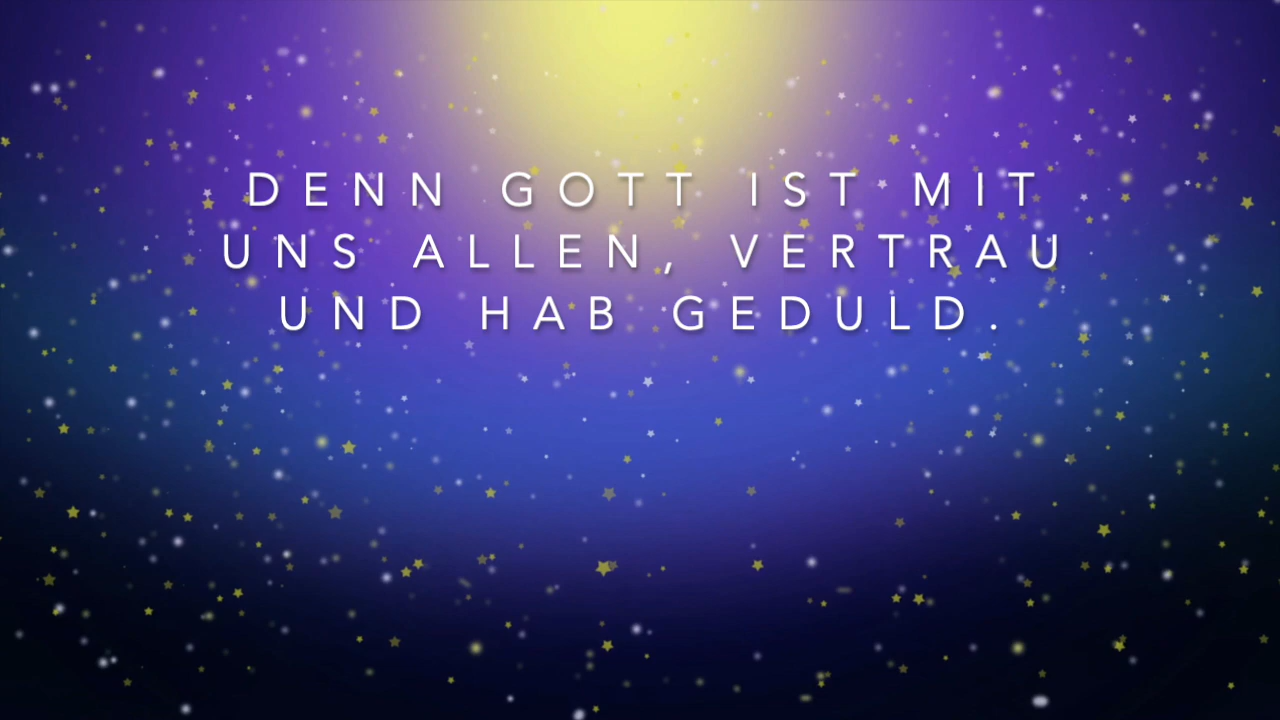 DENN GOTT IST MIT
UNS ALLEN, VERTRAU
UND HAB GEDULD.